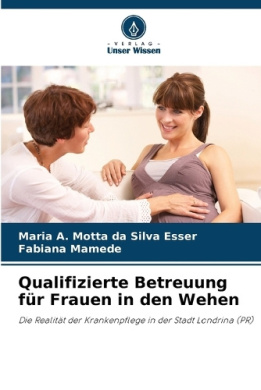 VERLAG
Unser Wissen
Maria A. Motta da Silva Esser
Fabiana Mamede
Qualifizierte Betreuung
für Frauen in den Wehen
Die Realität der Krankenpflege in der Stadt Londrina (PR)